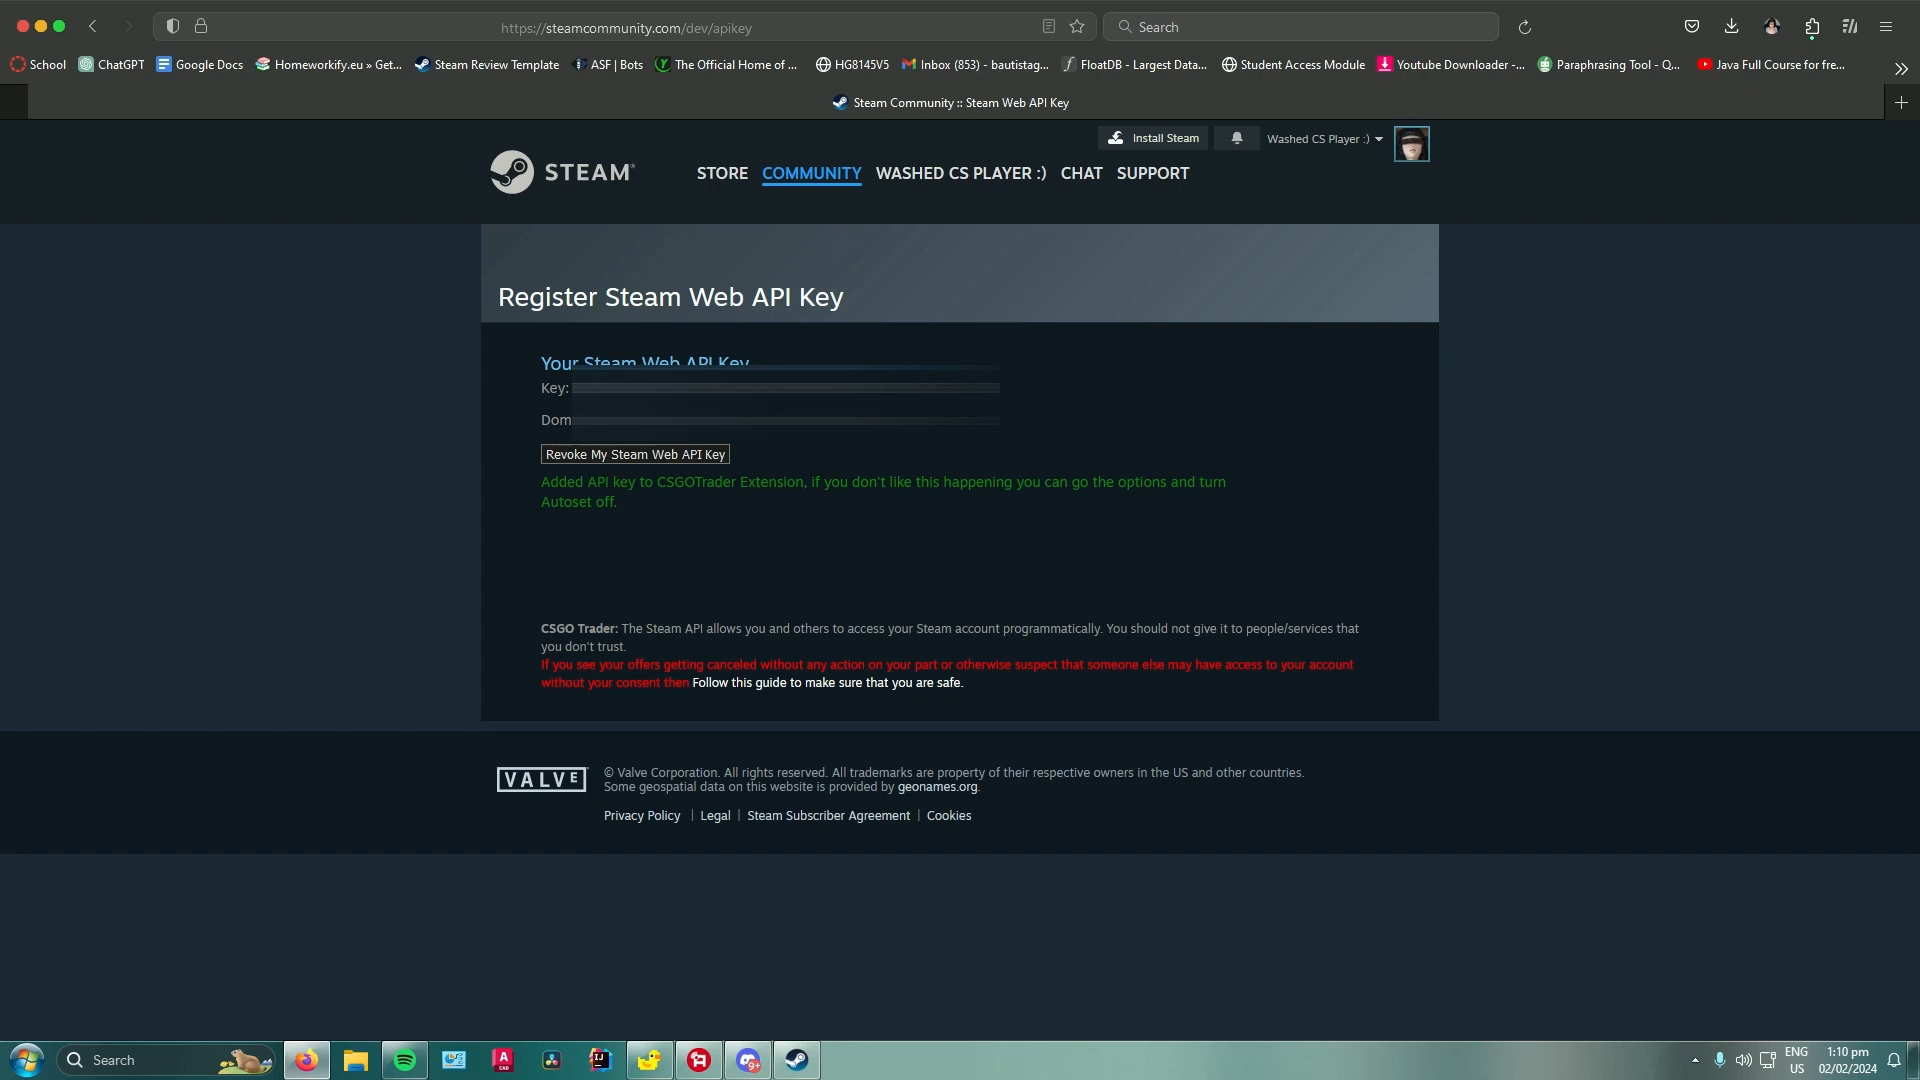 https://steamcommunity.com/dev/apikey
Search
School
ChatGPT
Google Docs
Homeworkify.eu » Get...
Steam Review Template
ASF | Bots
The Official Home of ...
HG8145V5
Inbox (853) - bautistag...
FloatDB - Largest Data...
Student Access Module
Youtube Downloader -...
Paraphrasing Tool - Q...
Java Full Course for fre...
Steam Community :: Steam Web API Key
Install Steam
Washed CS Player :)
STEAM®
STORE COMMUNITY WASHED CS PLAYER :) CHAT SUPPORT
Register Steam Web API Key
Your Steam Web API Key
Key:
Dom
Revoke My Steam Web API Key
Added API key to CSGOTrader Extension, if you don't like this happening you can go the options and turn
Autoset off.
CSGO Trader: The Steam API allows you and others to access your Steam account programmatically. You should not give it to people/services that
you don't trust.
If you see your offers getting canceled without any action on your part or otherwise suspect that someone else may have access to your account
without your consent then Follow this guide to make sure that you are safe.
VALVE
© Valve Corporation. All rights reserved. All trademarks are property of their respective owners in the US and other countries.
Some geospatial data on this website is provided by geonames.org.
Privacy Policy | Legal | Steam Subscriber Agreement | Cookies
Search
A
CAD
IJ
9+
ENG
US
1:10 pm
02/02/2024